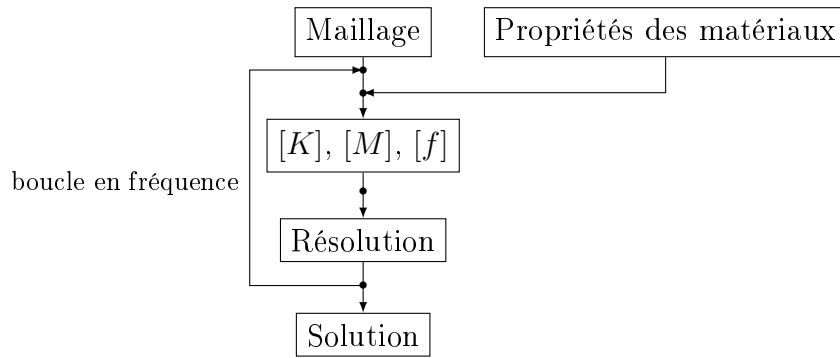 Maillage
Propriétés des matériaux
[K], [M], [f]
boucle en fréquence
Résolution
Solution